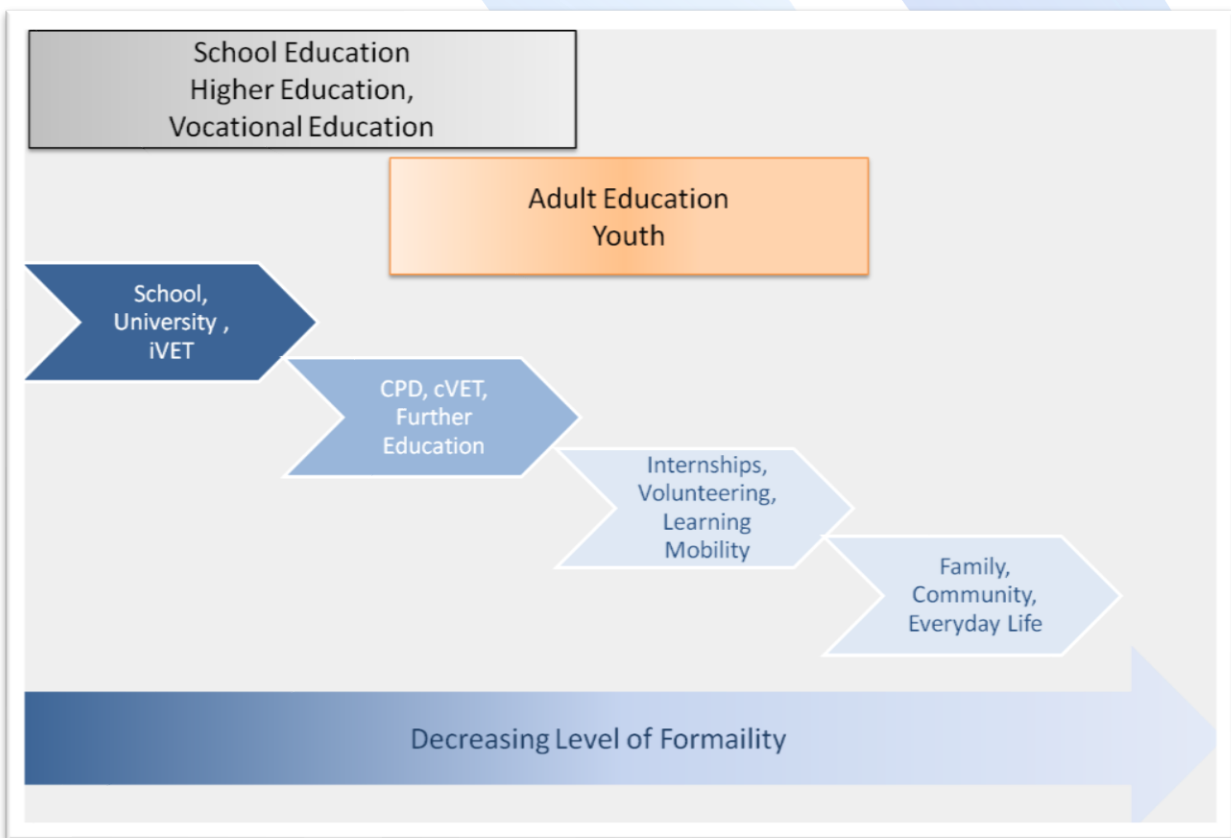 School Education
Higher Education,
Vocational Education
Adult Education
Youth
School,
University ,
iVET
CPD, cVET,
Further
Education
Internships,
Volunteering,
Learning
Mobility
Family,
Community,
Everyday Life
Decreasing Level of Formaility